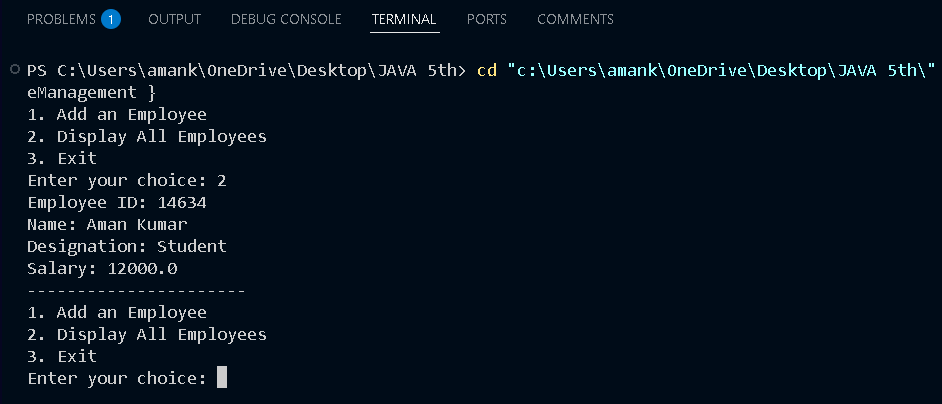 PROBLEMS 1 OUTPUT DEBUG CONSOLE TERMINAL PORTS COMMENTS
PS C:\Users\amank\OneDrive\Desktop\JAVA 5th> cd "c:\Users\amank\OneDrive\Desktop\JAVA 5th\"
eManagement }
1. Add an Employee
2. Display All Employees
3. Exit
Enter your choice: 2
Employee ID: 14634
Name: Aman Kumar
Designation: Student
Salary: 12000.0
----------------------
1. Add an Employee
2. Display All Employees
3. Exit
Enter your choice: